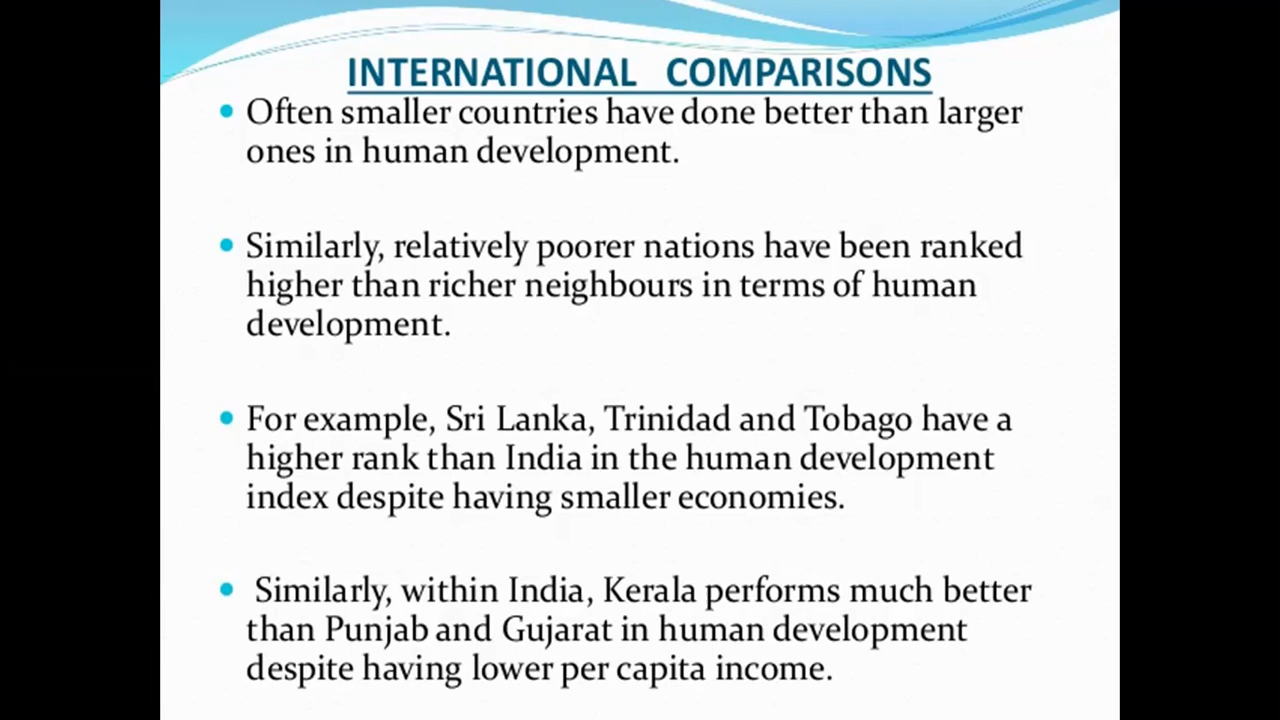 INTERNATIONAL COMPARISONS
• Often smaller countries have done better than larger
ones in human development.
• Similarly, relatively poorer nations have been ranked
higher than richer neighbours in terms of human
development.
• For example, Sri Lanka, Trinidad and Tobago have a
higher rank than India in the human development
index despite having smaller economies.
• Similarly, within India, Kerala performs much better
than Punjab and Gujarat in human development
despite having lower per capita income.